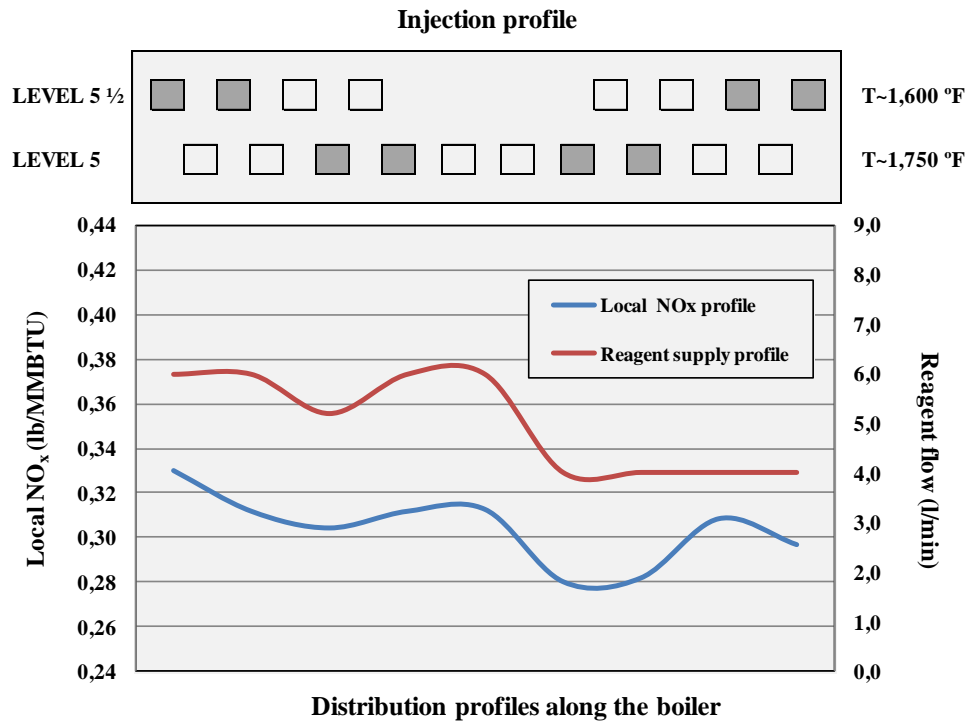 Injection profile
LEVEL 5 ½
T~1,600 ºF
LEVEL 5
T~1,750 ºF
0,44
0,42
0,40
0,38
0,36
0,34
0,32
0,30
0,28
0,26
0,24
Local NOx (lb/MMBTU)
Local NOx profile
Reagent supply profile
9,0
8,0
7,0
6,0
5,0
4,0
3,0
2,0
1,0
0,0
Reagent flow (l/min)
Distribution profiles along the boiler